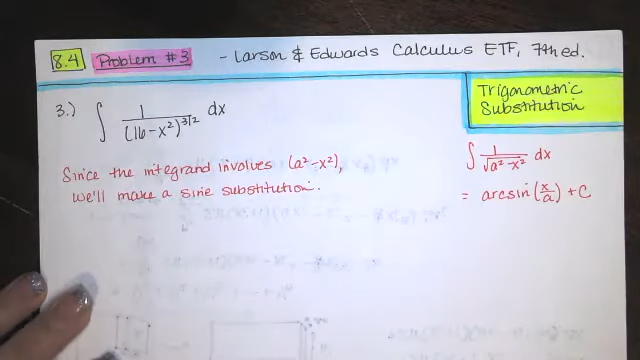 8.4 Problem #3 - Larson & Edwards Calculus ETF, 7th ed.
Trigonometric
Substitution
3.) ∫ 1/(16-x²)^3/2 dx
Since the integrand involves (a²-x²),
we'll make a sine substitution.
∫ 1/√(a²-x²) dx
= arcsin (x/a) + C